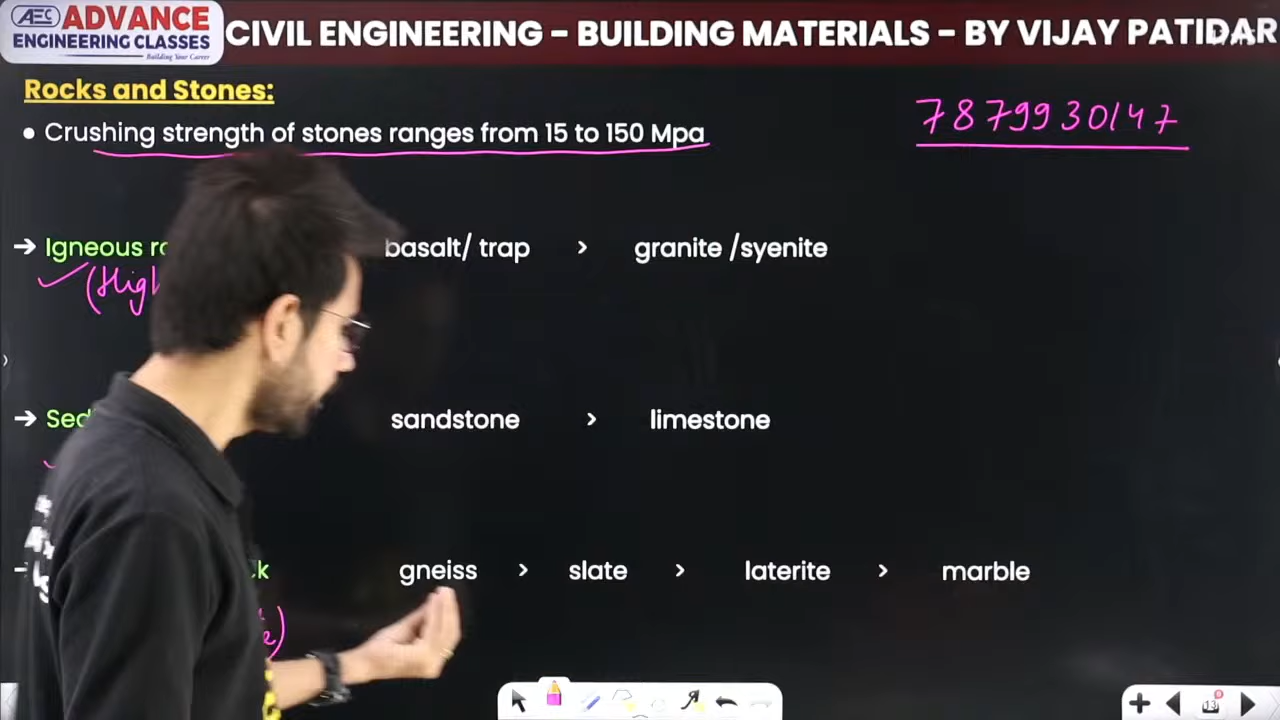 AEC ADVANCE
ENGINEERING CLASSES
Building Your Career
CIVIL ENGINEERING - BUILDING MATERIALS - BY VIJAY PATIDAR
Rocks and Stones:
7879930147
• Crushing strength of stones ranges from 15 to 150 Mpa
→ Igneous basalt/ trap > granite /syenite
→ sandstone > limestone
gneiss > slate > laterite > marble
13